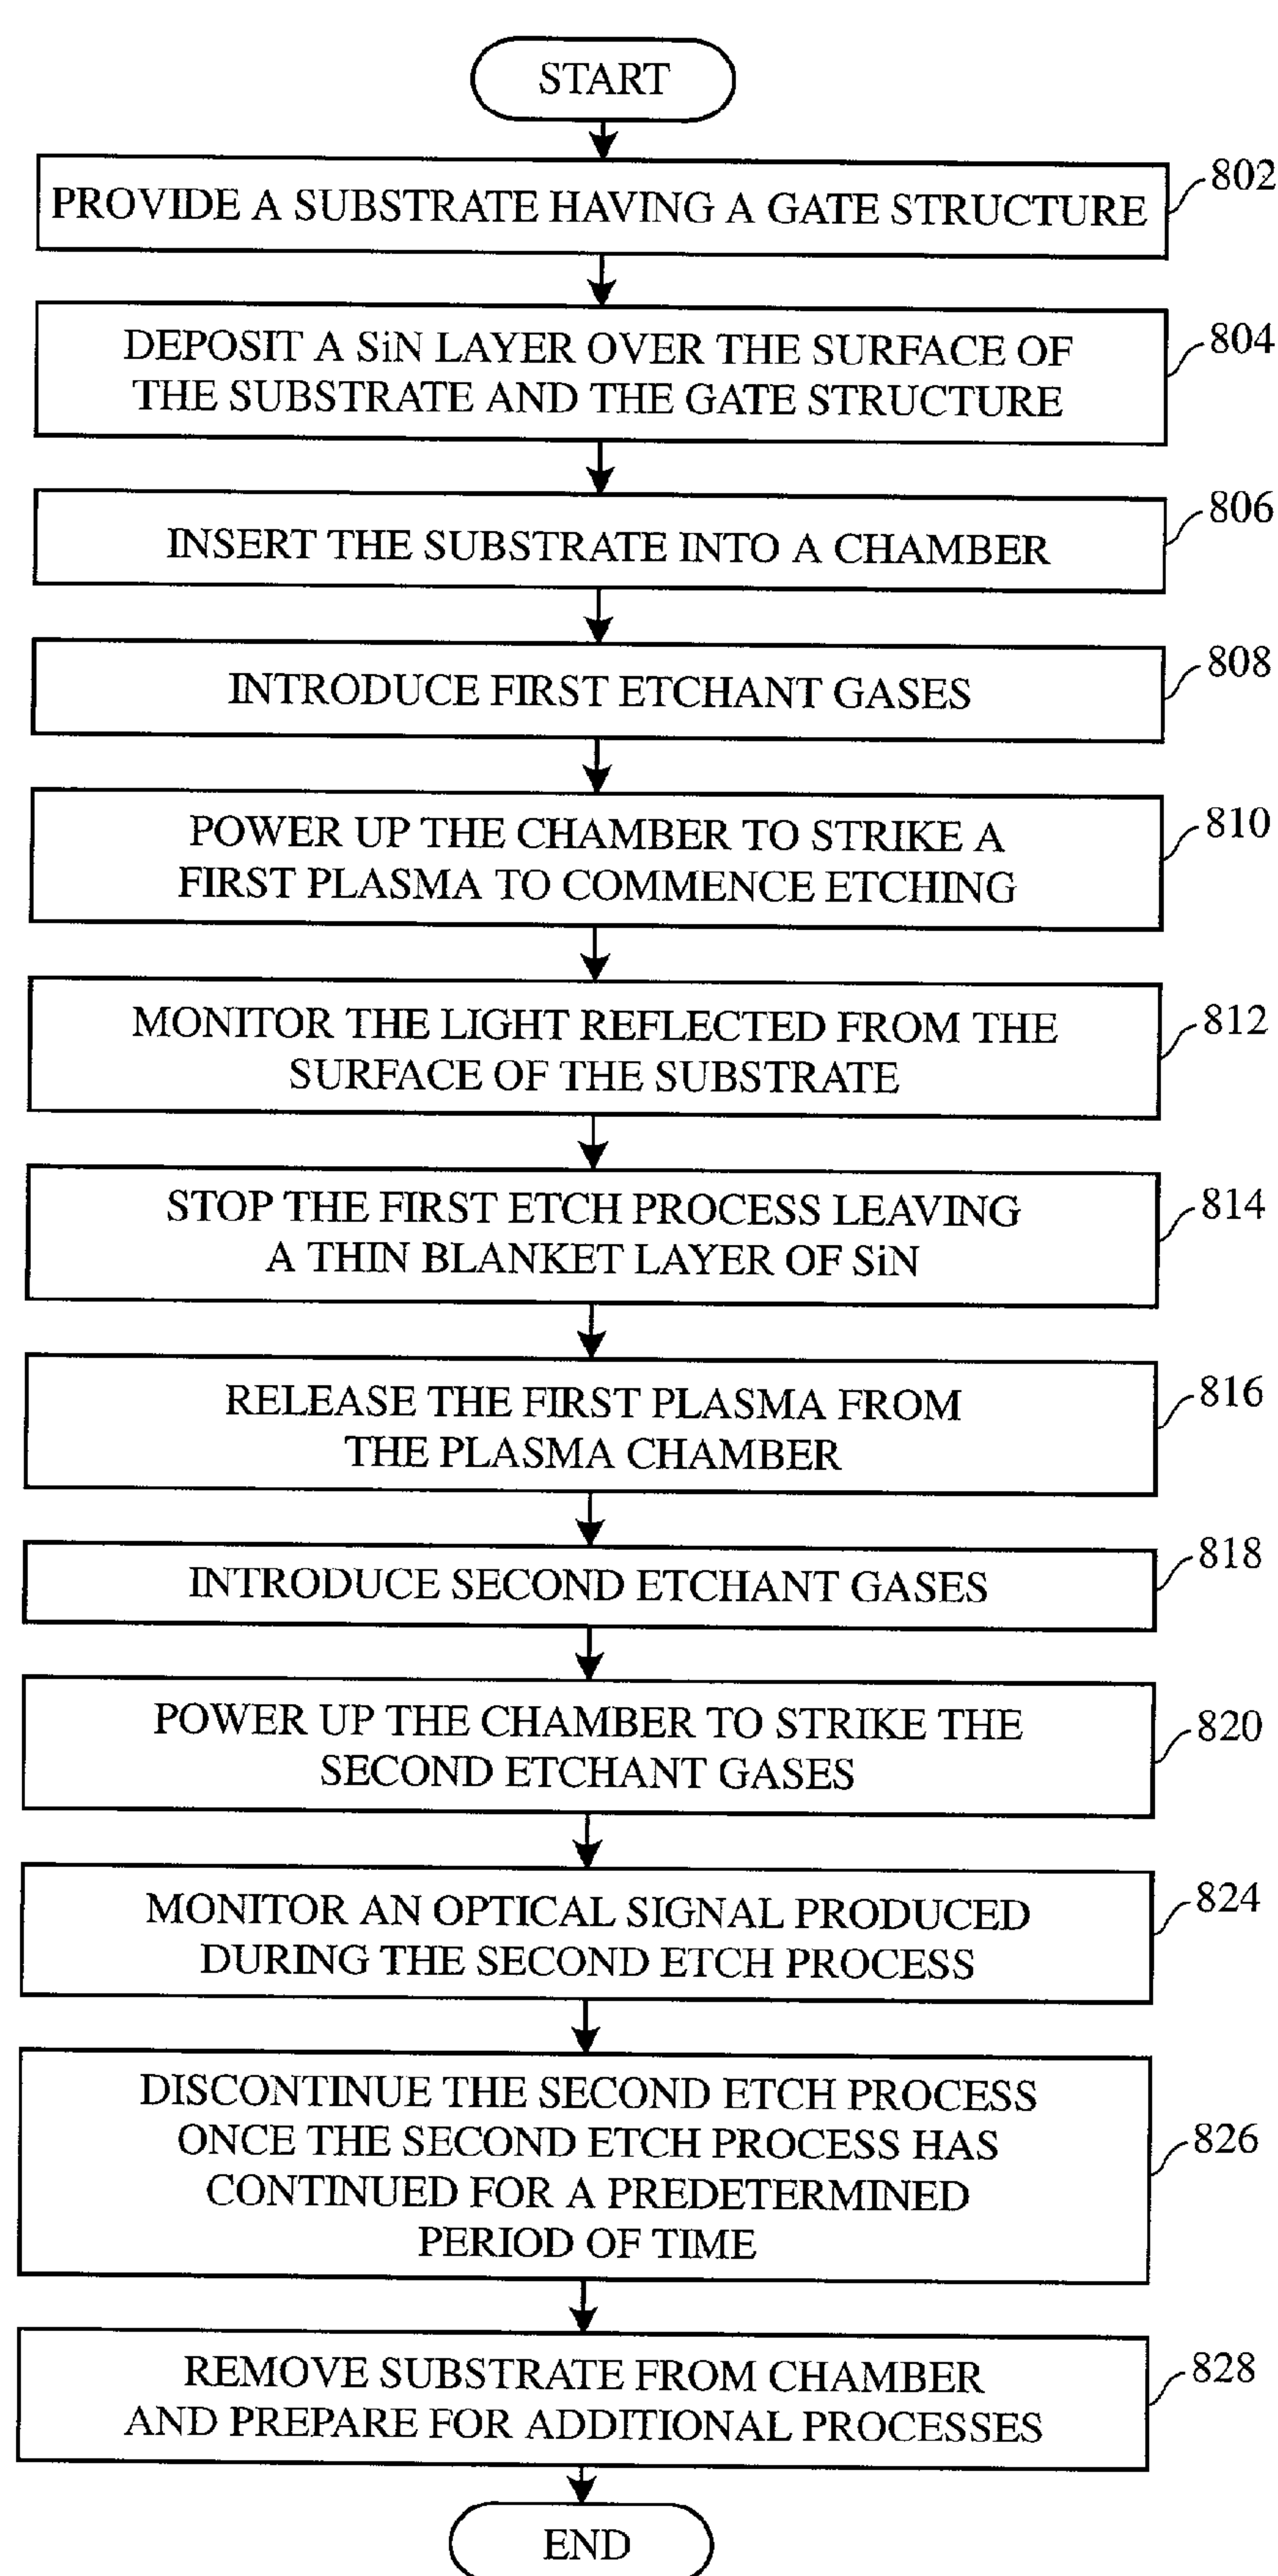 START
PROVIDE A SUBSTRATE HAVING A GATE STRUCTURE
802
DEPOSIT A SiN LAYER OVER THE SURFACE OF
THE SUBSTRATE AND THE GATE STRUCTURE
804
INSERT THE SUBSTRATE INTO A CHAMBER
806
INTRODUCE FIRST ETCHANT GASES
808
POWER UP THE CHAMBER TO STRIKE A
FIRST PLASMA TO COMMENCE ETCHING
810
MONITOR THE LIGHT REFLECTED FROM THE
SURFACE OF THE SUBSTRATE
812
STOP THE FIRST ETCH PROCESS LEAVING
A THIN BLANKET LAYER OF SiN
814
RELEASE THE FIRST PLASMA FROM
THE PLASMA CHAMBER
816
INTRODUCE SECOND ETCHANT GASES
818
POWER UP THE CHAMBER TO STRIKE THE
SECOND ETCHANT GASES
820
MONITOR AN OPTICAL SIGNAL PRODUCED
DURING THE SECOND ETCH PROCESS
824
DISCONTINUE THE SECOND ETCH PROCESS
ONCE THE SECOND ETCH PROCESS HAS
CONTINUED FOR A PREDETERMINED
PERIOD OF TIME
826
REMOVE SUBSTRATE FROM CHAMBER
AND PREPARE FOR ADDITIONAL PROCESSES
828
END